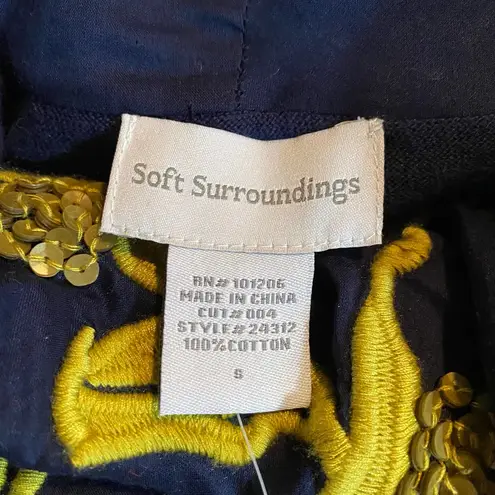 Soft Surroundings
RN# 101206
MADE IN CHINA
CUT# 004
STYLE# 24312
100% COTTON
S